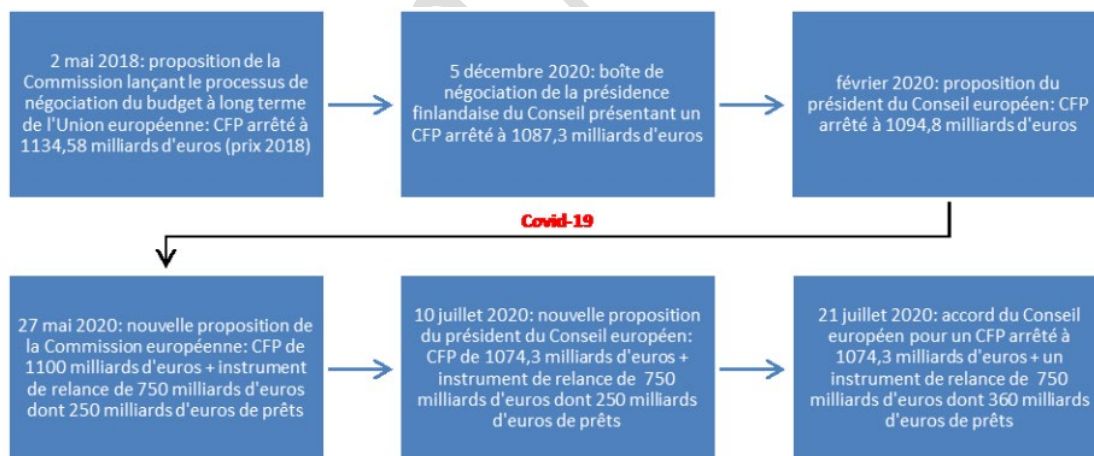 2 mai 2018: proposition de la
Commission lançant le processus de
négociation du budget à long terme
de l'Union européenne: CFP arrêté à
1134,58 milliards d'euros (prix 2018)
5 décembre 2020: boîte de
négociation de la présidence
finlandaise du Conseil présentant un
CFP arrêté à 1087,3 milliards d'euros
février 2020: proposition du
président du Conseil européen: CFP
arrêté à 1094,8 milliards d'euros
Covid-19
27 mai 2020: nouvelle proposition de
la Commission européenne: CFP de
1100 milliards d'euros + instrument
de relance de 750 milliards d'euros
dont 250 milliards d'euros de prêts
10 juillet 2020: nouvelle proposition
du président du Conseil européen:
CFP de 1074,3 milliards d'euros +
instrument de relance de 750
milliards d'euros dont 250 milliards
d'euros de prêts
21 juillet 2020: accord du Conseil
européen pour un CFP arrêté à
1074,3 milliards d'euros + un
instrument de relance de 750
milliards d'euros dont 360 milliards
d'euros de prêts